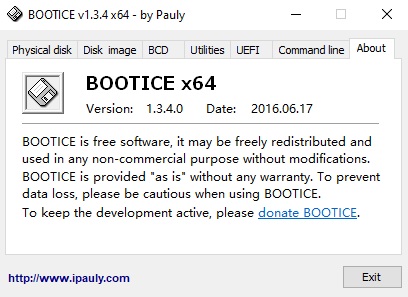 BOOTICE v1.3.4 x64 - by Pauly
Physical disk Disk image BCD Utilities UEFI Command line About
BOOTICE x64
Version: 1.3.4.0 Date: 2016.06.17
BOOTICE is free software, it may be freely redistributed and
used in any non-commercial purpose without modifications.
BOOTICE is provided "as is" without any warranty. To prevent
data loss, please be cautious when using BOOTICE.
To keep the development active, please donate BOOTICE.
http://www.ipauly.com Exit